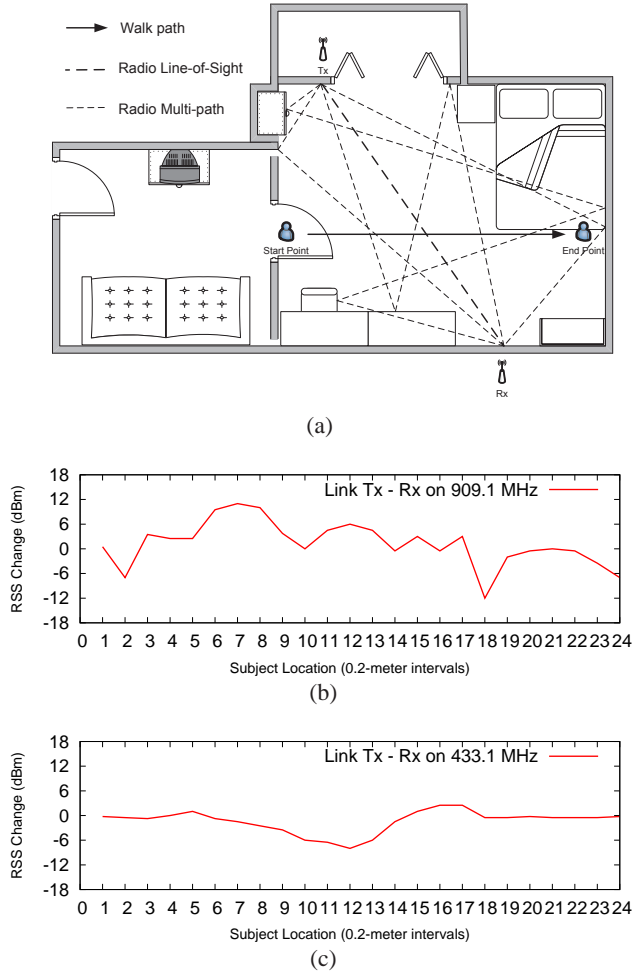 Walk path
Radio Line-of-Sight
Radio Multi-path
Tx
Start Point
End Point
Rx
(a)
18
12
6
0
-6
-12
-18
RSS Change (dBm)
Link Tx - Rx on 909.1 MHz
0 1 2 3 4 5 6 7 8 9 10 11 12 13 14 15 16 17 18 19 20 21 22 23 24
Subject Location (0.2-meter intervals)
(b)
18
12
6
0
-6
-12
-18
RSS Change (dBm)
Link Tx - Rx on 433.1 MHz
0 1 2 3 4 5 6 7 8 9 10 11 12 13 14 15 16 17 18 19 20 21 22 23 24
Subject Location (0.2-meter intervals)
(c)